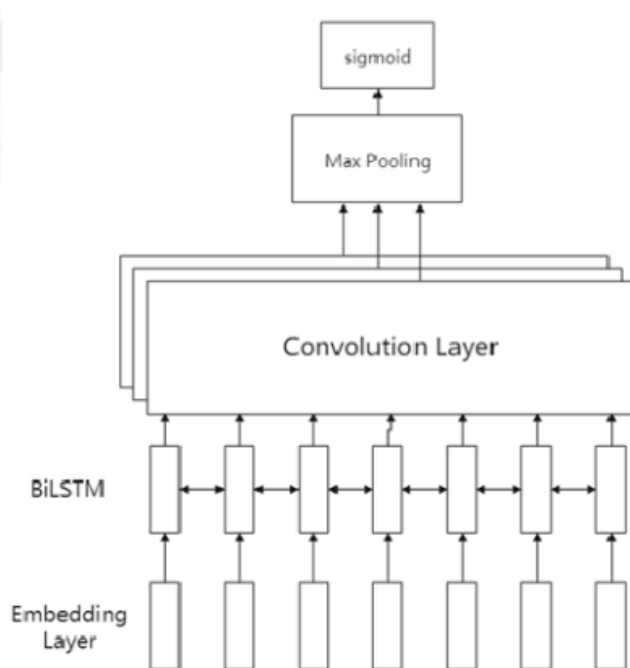 sigmoid
Max Pooling
Convolution Layer
BiLSTM
Embedding
Layer